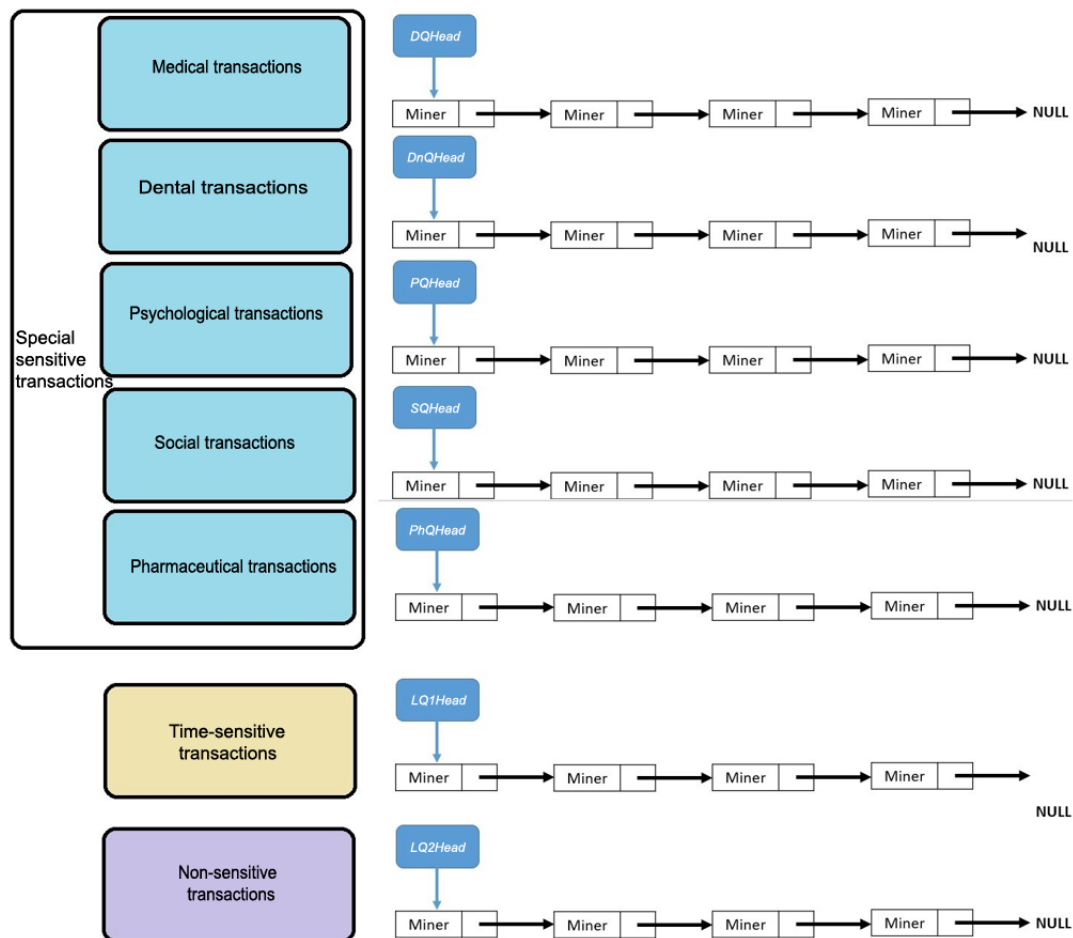 Medical transactions
DQHead
Miner Miner Miner Miner NULL
Dental transactions
DnQHead
Miner Miner Miner Miner NULL
Psychological transactions
PQHead
Miner Miner Miner Miner NULL
Special
sensitive
transactions
Social transactions
SQHead
Miner Miner Miner Miner NULL
Pharmaceutical transactions
PhQHead
Miner Miner Miner Miner NULL
Time-sensitive
transactions
LQ1Head
Miner Miner Miner Miner
NULL
Non-sensitive
transactions
LQ2Head
Miner Miner Miner Miner NULL